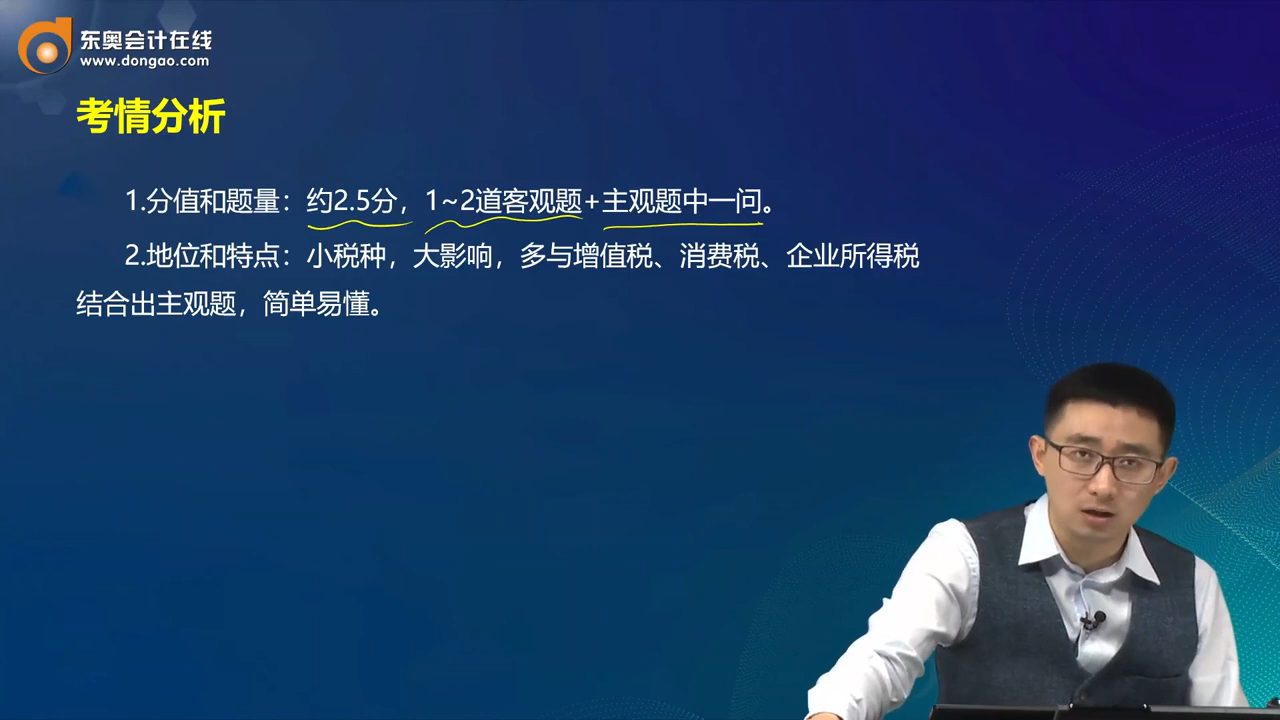 东奥会计在线
www.dongao.com
考情分析
1.分值和题量：约2.5分，1~2道客观题+主观题中一问。
2.地位和特点：小税种，大影响，多与增值税、消费税、企业所得税
结合出主观题，简单易懂。